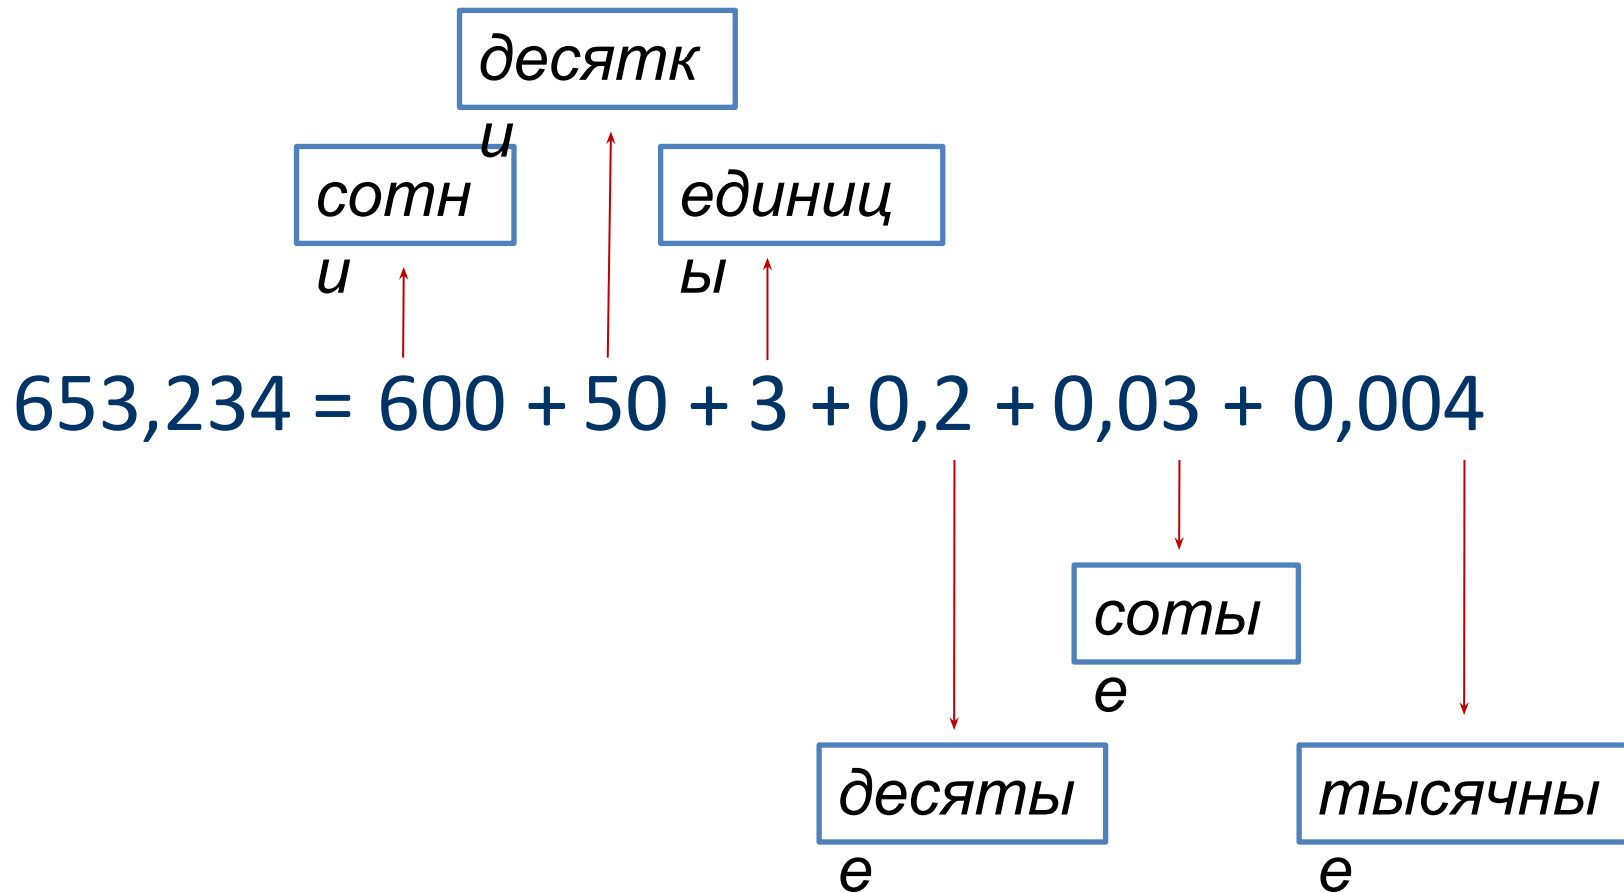 десятк
и
сотн
и
единиц
ы
653,234 = 600 + 50 + 3 + 0,2 + 0,03 + 0,004
соты
е
десяты
е
тысячны
е